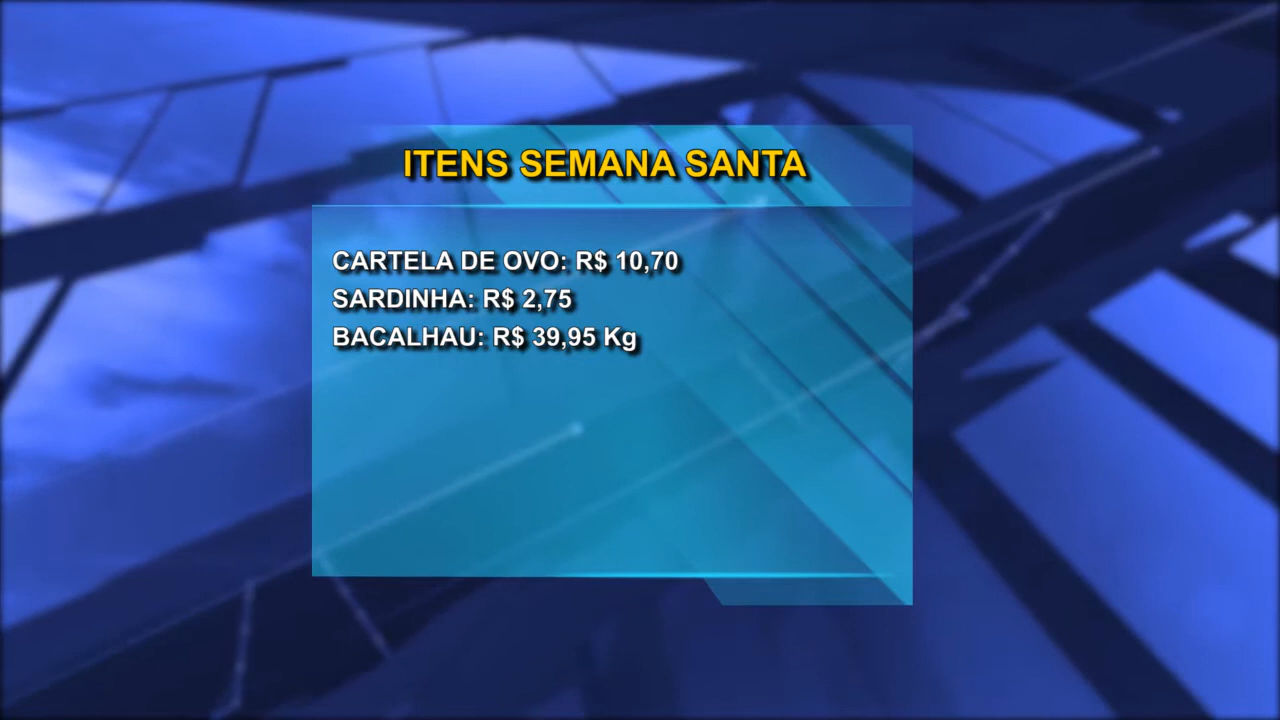 ITENS SEMANA SANTA
CARTELA DE OVO: R$ 10,70
SARDINHA: R$ 2,75
BACALHAU: R$ 39,95 Kg